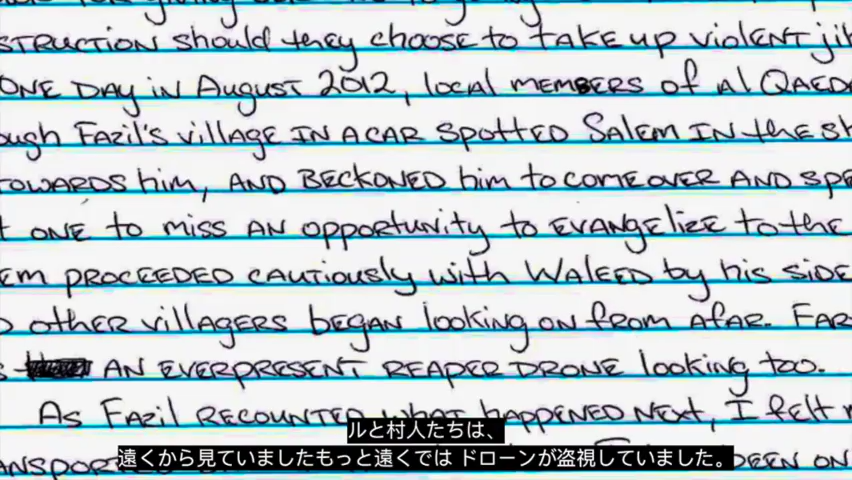 STRUCTION should they choose to TAKE up violent jih
ONE DAY in August 2012, local members of al QAEDA
ough Fazil's village IN A CAR spotted Salem IN the sh
TOWARDS him, AND BECKONED him to come over AND spe
t one to miss AN opportunity to EVANGELIZE to the
em proceeded cautiously with Waleed by his side
o other villagers began looking on from afar. Far
AN EVERPRESENT REAPER DRONE looking too.
As Fazil RECOUNTED what happened next, I felt
ルと村人たちは、
遠くから見ていましたもっと遠くでは ドローンが盗視していました。